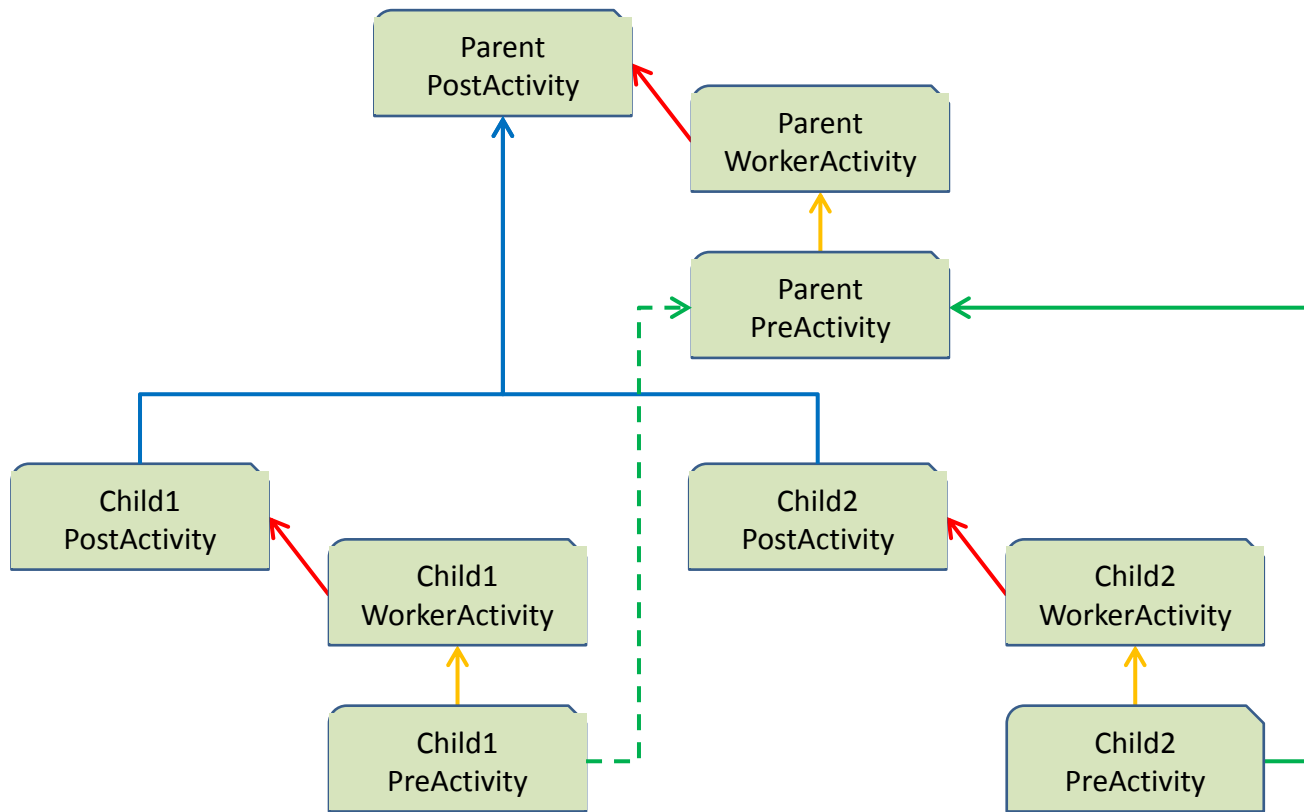 Parent
PostActivity
Parent
WorkerActivity
Parent
PreActivity
Child1
PostActivity
Child2
PostActivity
Child1
WorkerActivity
Child2
WorkerActivity
Child1
PreActivity
Child2
PreActivity